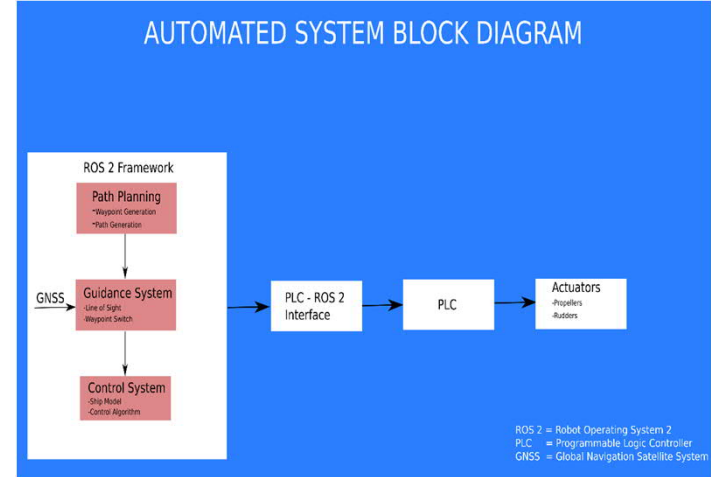 AUTOMATED SYSTEM BLOCK DIAGRAM
ROS 2 Framework
Path Planning
-Waypoint Generation
-Path Generation
GNSS
Guidance System
-Line of Sight
-Waypoint Switch
Control System
-Ship Model
-Control Algorithm
PLC - ROS 2
Interface
PLC
Actuators
-Propellers
-Rudders
ROS 2 = Robot Operating System 2
PLC = Programmable Logic Controller
GNSS = Global Navigation Satellite System